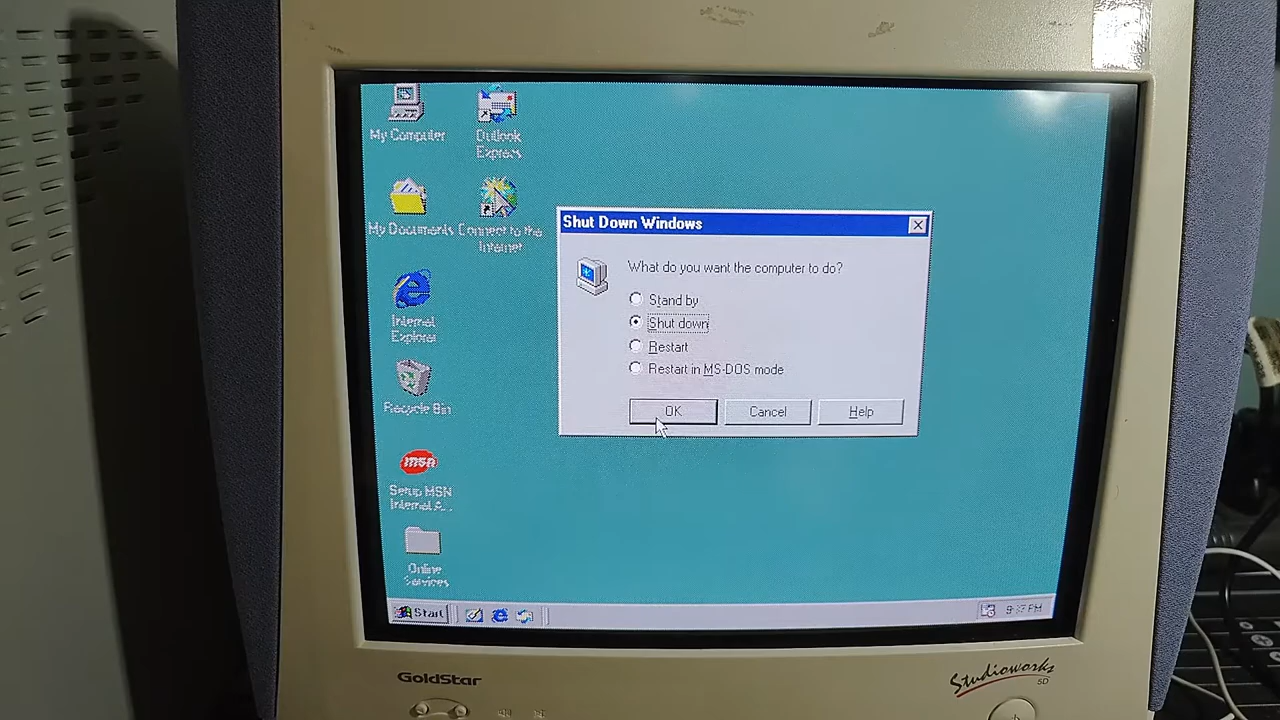 My Computer
Outlook
Express
My Documents
Connect to the
Internet
Internet
Explorer
Recycle Bin
msn
Setup MSN
Internet A...
Online
Services
Shut Down Windows
What do you want the computer to do?
Stand by
Shut down
Restart
Restart in MS-DOS mode
OK
Cancel
Help
Start
GoldStar
Studioworks
5D